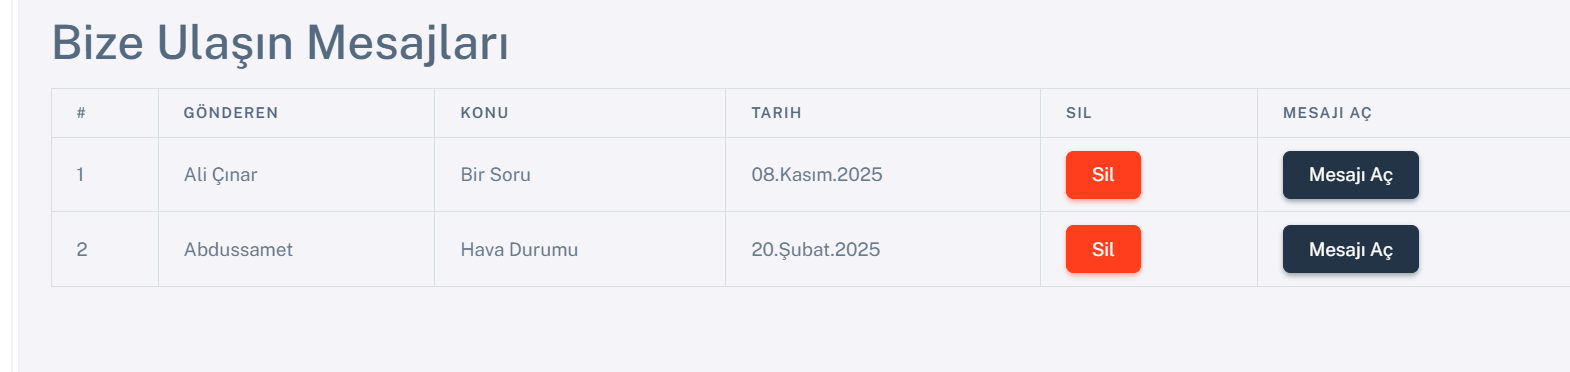 Bize Ulaşın Mesajları
# GÖNDEREN KONU TARIH SIL MESAJI AÇ
1 Ali Çınar Bir Soru 08.Kasım.2025 Sil Mesajı Aç
2 Abdussamet Hava Durumu 20.Şubat.2025 Sil Mesajı Aç